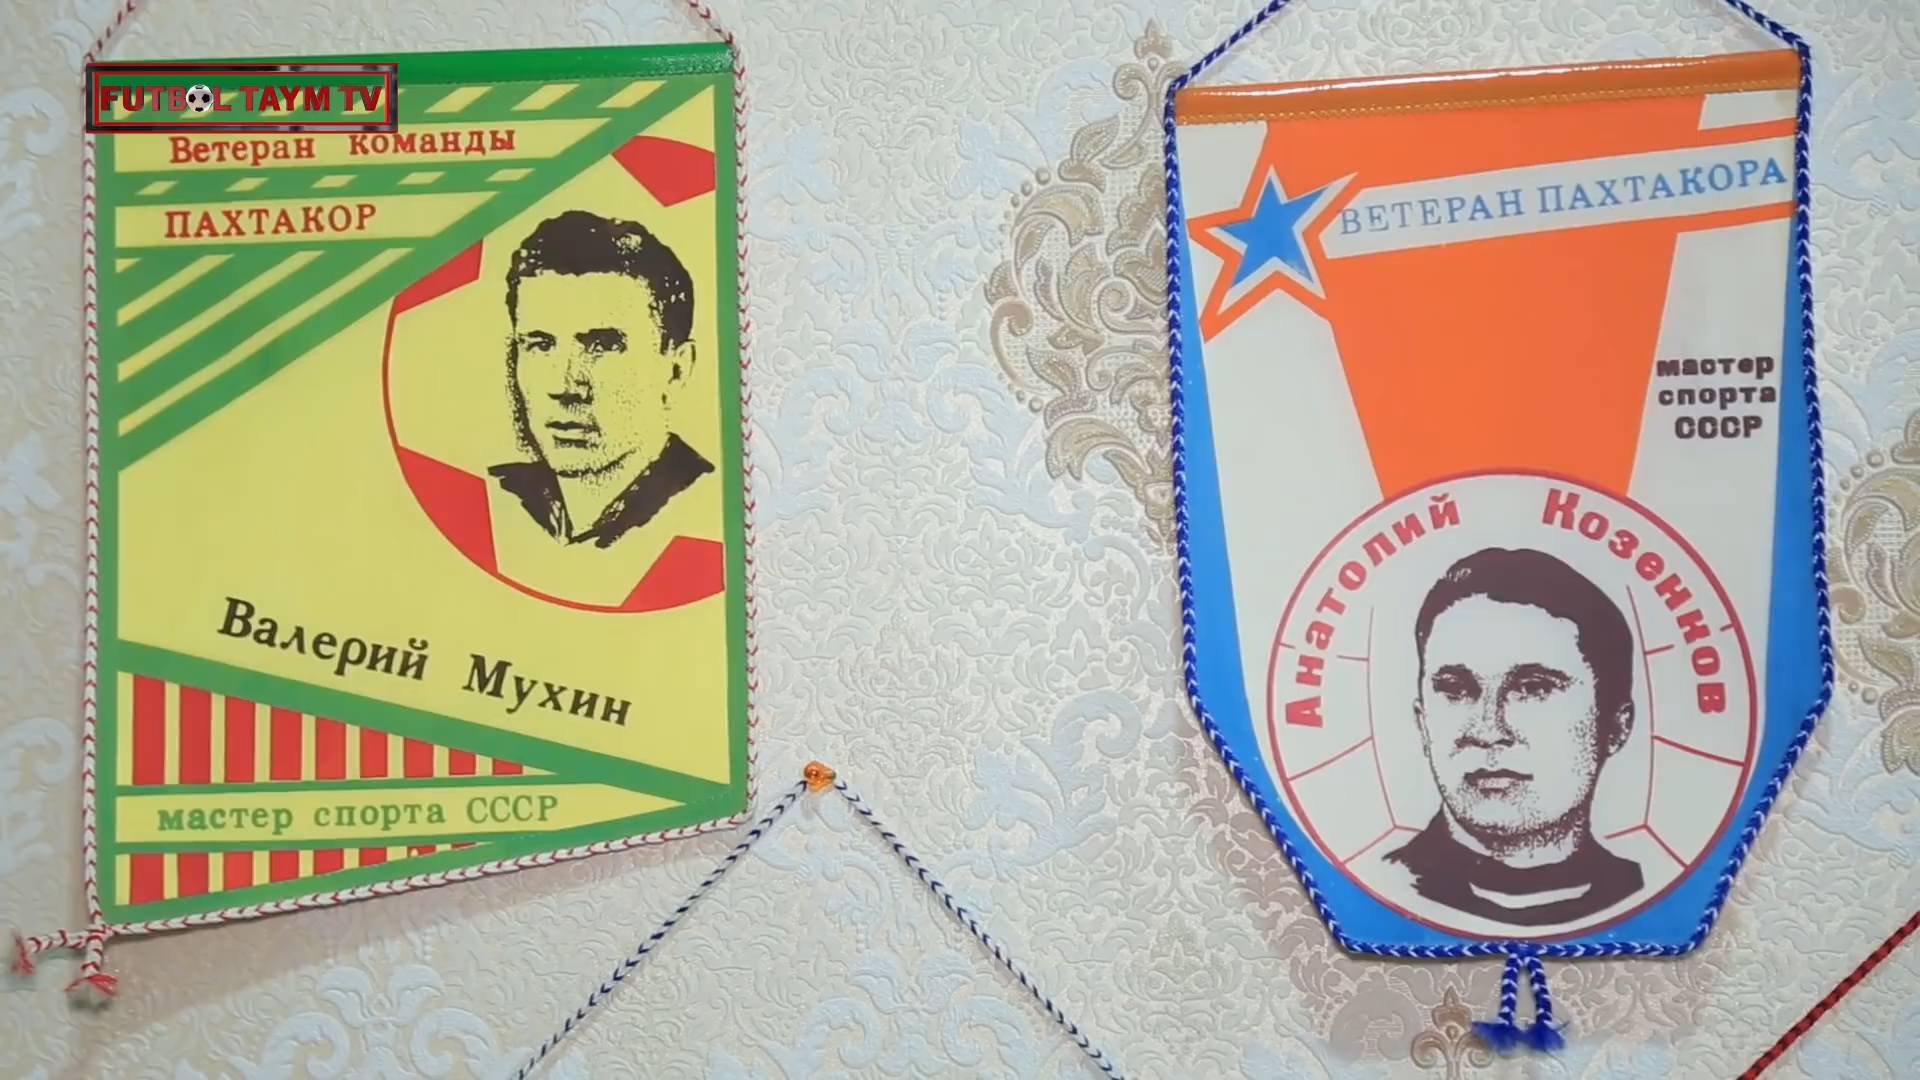 FUTBOL TAYM TV
Ветеран команды
ПАХТАКОР
Валерий Мухин
мастер спорта СССР
ВЕТЕРАН ПАХТАКОРА
мастер
спорта
СССР
Анатолий Козенков